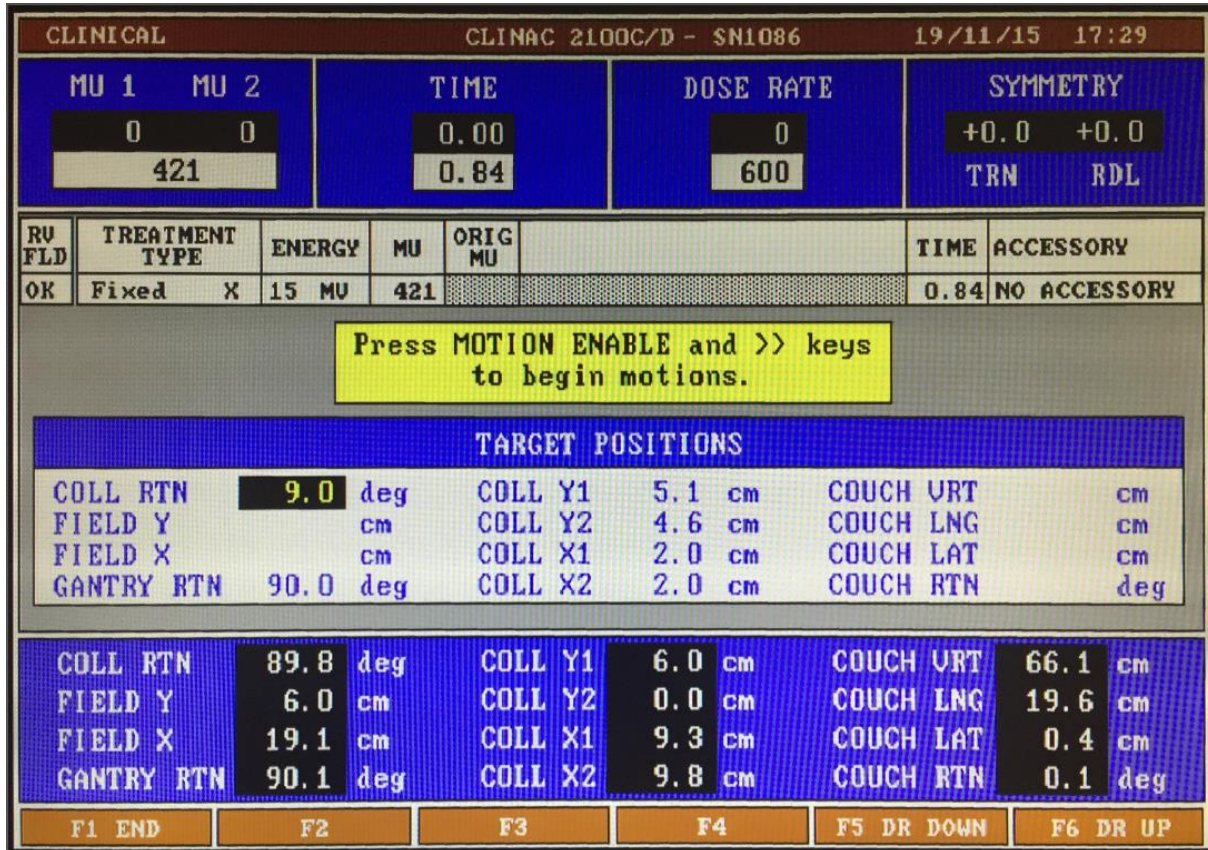 CLINICAL CLINAC 2100C/D - SN1086 19/11/15 17:29
MU 1 MU 2 TIME DOSE RATE SYMMETRY
0 0 0.00 0 +0.0 +0.0
421 0.84 600 TRN RDL
RV FLD TREATMENT TYPE ENERGY MU ORIG MU TIME ACCESSORY
OK Fixed X 15 MV 421 0.84 NO ACCESSORY
Press MOTION ENABLE and >> keys
to begin motions.
TARGET POSITIONS
COLL RTN 9.0 deg COLL Y1 5.1 cm COUCH VRT cm
FIELD Y cm COLL Y2 4.6 cm COUCH LNG cm
FIELD X cm COLL X1 2.0 cm COUCH LAT cm
GANTRY RTN 90.0 deg COLL X2 2.0 cm COUCH RTN deg
COLL RTN 89.8 deg COLL Y1 6.0 cm COUCH VRT 66.1 cm
FIELD Y 6.0 cm COLL Y2 0.0 cm COUCH LNG 19.6 cm
FIELD X 19.1 cm COLL X1 9.3 cm COUCH LAT 0.4 cm
GANTRY RTN 90.1 deg COLL X2 9.8 cm COUCH RTN 0.1 deg
F1 END F2 F3 F4 F5 DR DOWN F6 DR UP